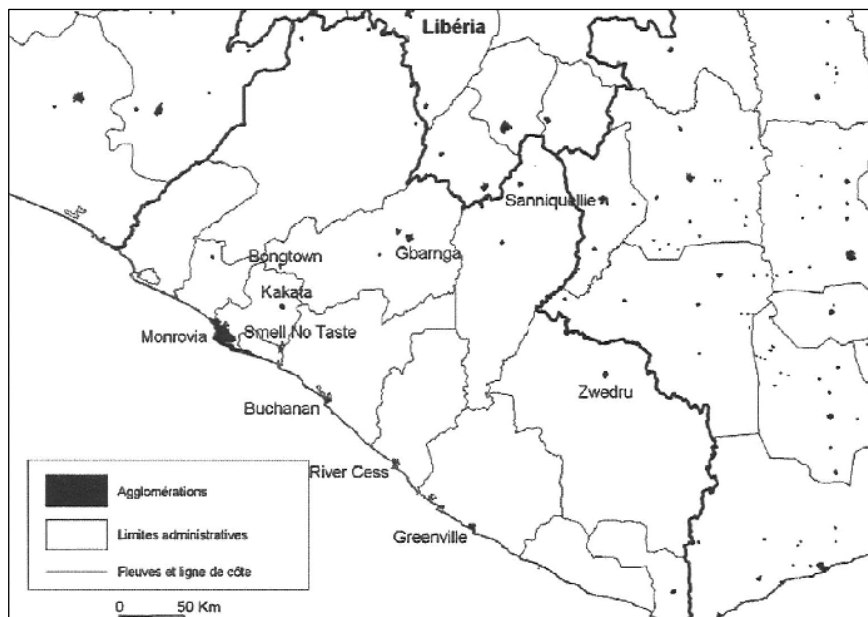 Libéria
Sanniquellie
Bongtown
Gbarnga
Kakata
Monrovia
Smell No Taste
Zwedru
Buchanan
River Cess
Greenville
Agglomérations
Limites administratives
Fleuves et ligne de côte
0 50 Km